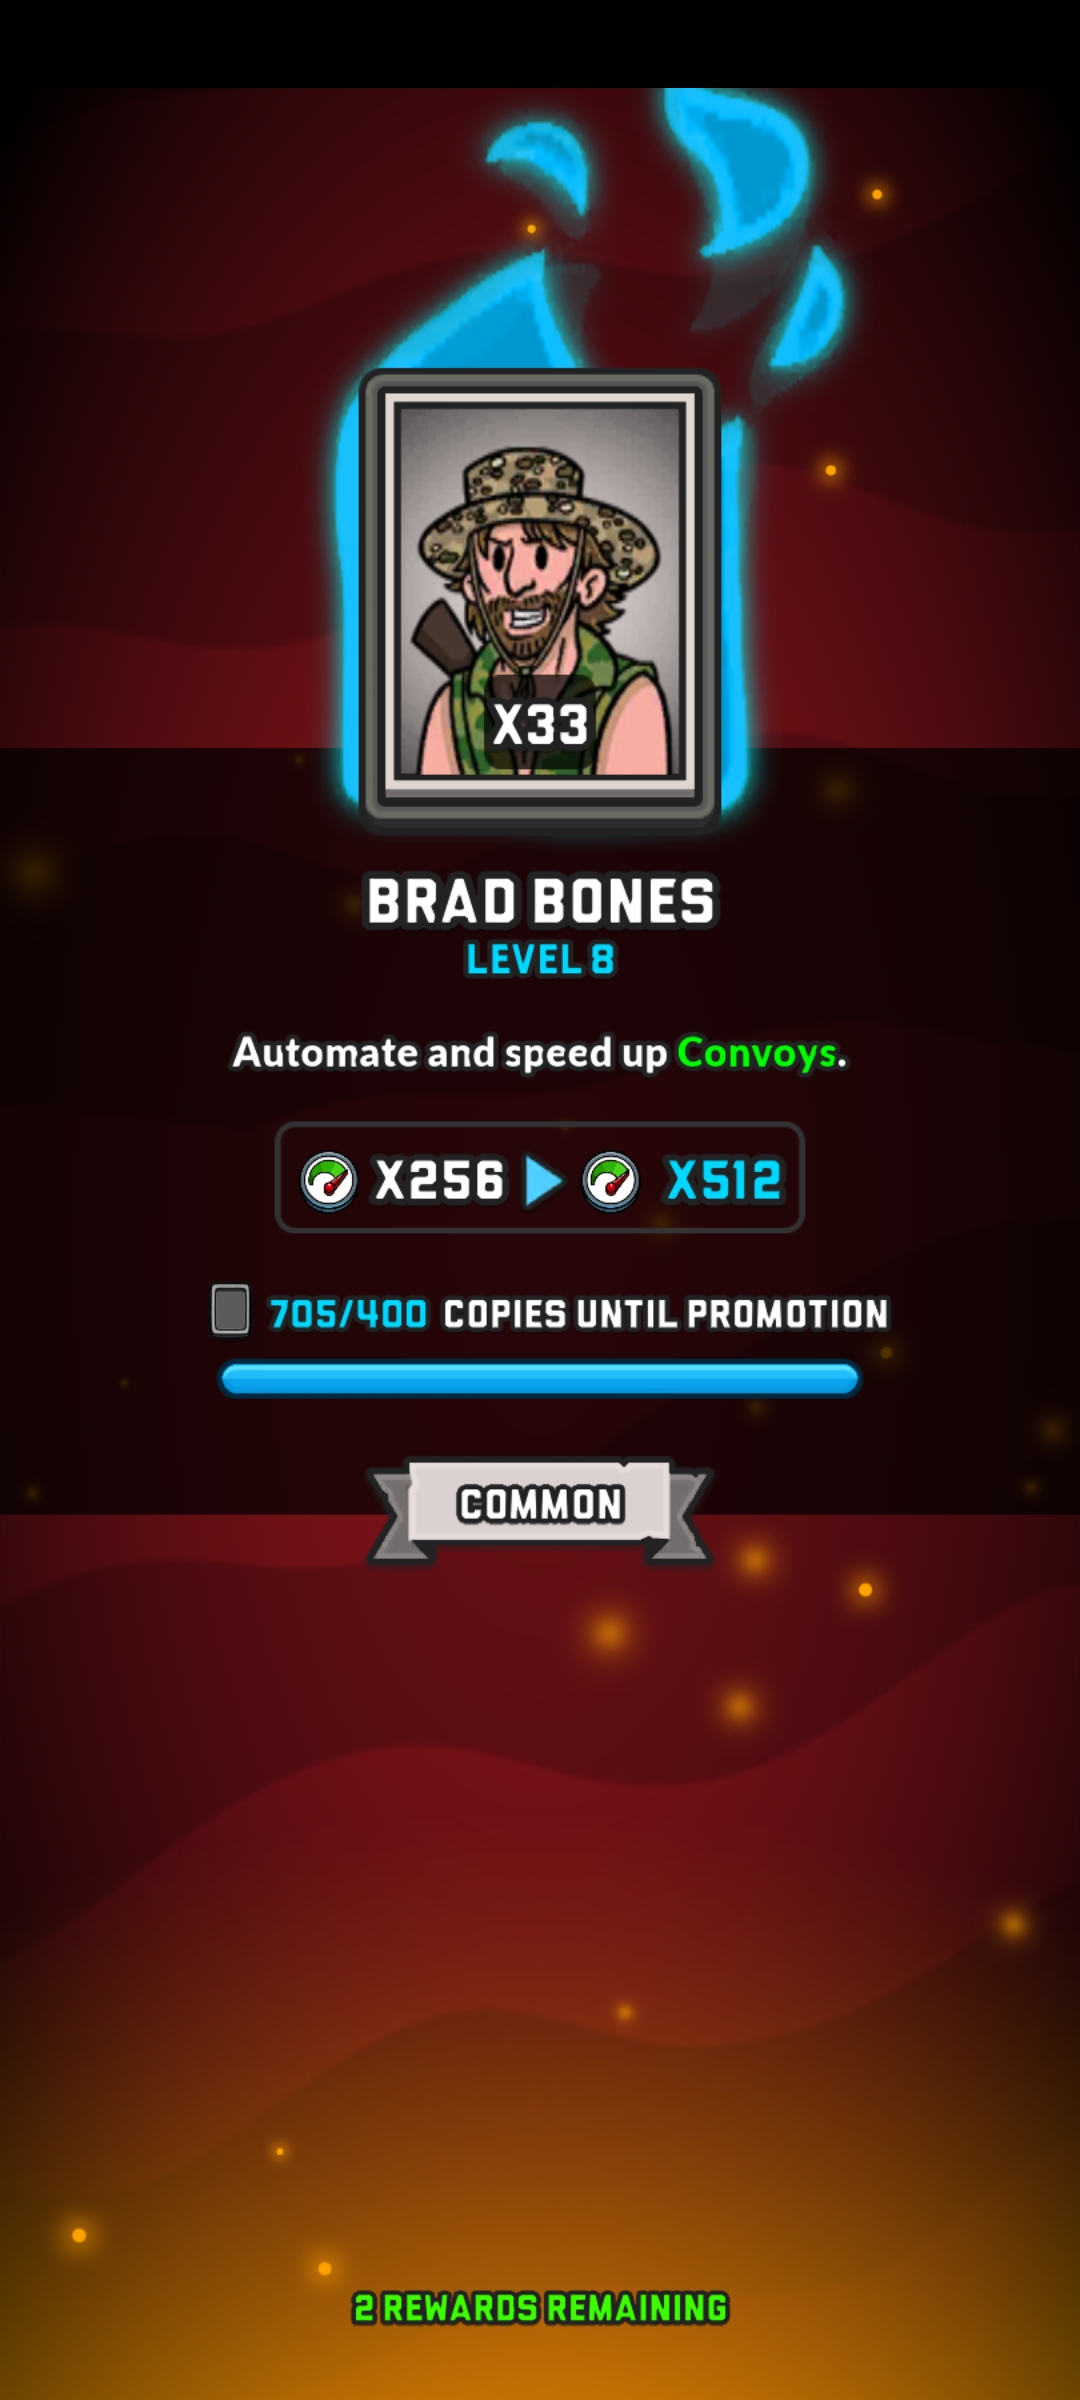 X33
BRAD BONES
LEVEL 8
Automate and speed up Convoys.
X256 X512
705/400 COPIES UNTIL PROMOTION
COMMON
2 REWARDS REMAINING